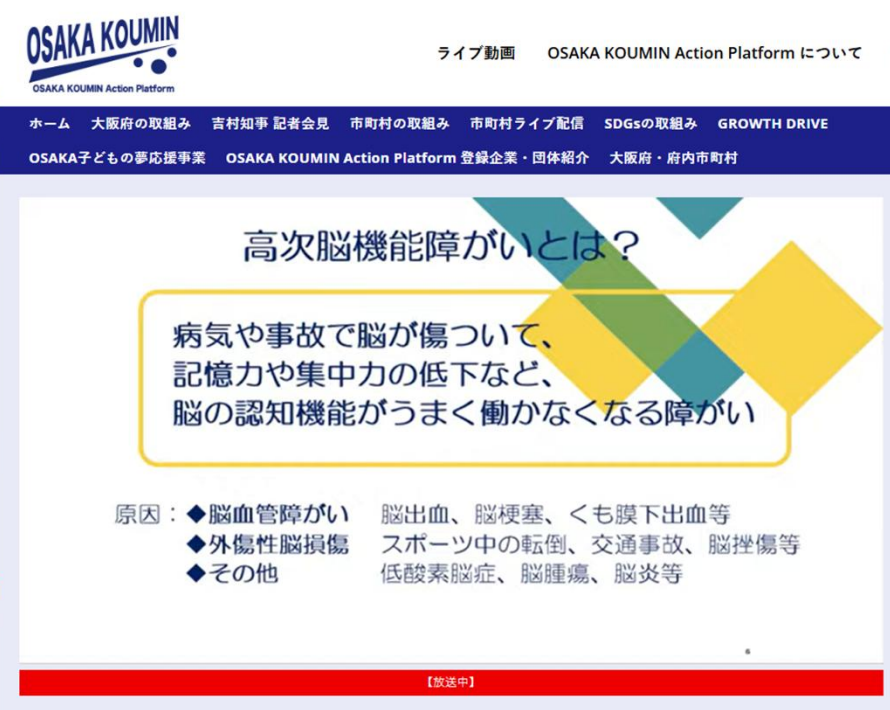 OSAKA KOUMIN
OSAKA KOUMIN Action Platform
ライブ動画 OSAKA KOUMIN Action Platform について
ホーム 大阪府の取組み 吉村知事 記者会見 市町村の取組み 市町村ライブ配信 SDGsの取組み GROWTH DRIVE
OSAKA子どもの夢応援事業 OSAKA KOUMIN Action Platform 登録企業・団体紹介 大阪府・府内市町村
高次脳機能障がいとは？
病気や事故で脳が傷ついて、
記憶力や集中力の低下など、
脳の認知機能がうまく働かなくなる障がい
原因：◆脳血管障がい 脳出血、脳梗塞、くも膜下出血等
◆外傷性脳損傷 スポーツ中の転倒、交通事故、脳挫傷等
◆その他 低酸素脳症、脳腫瘍、脳炎等
6
【放送中】